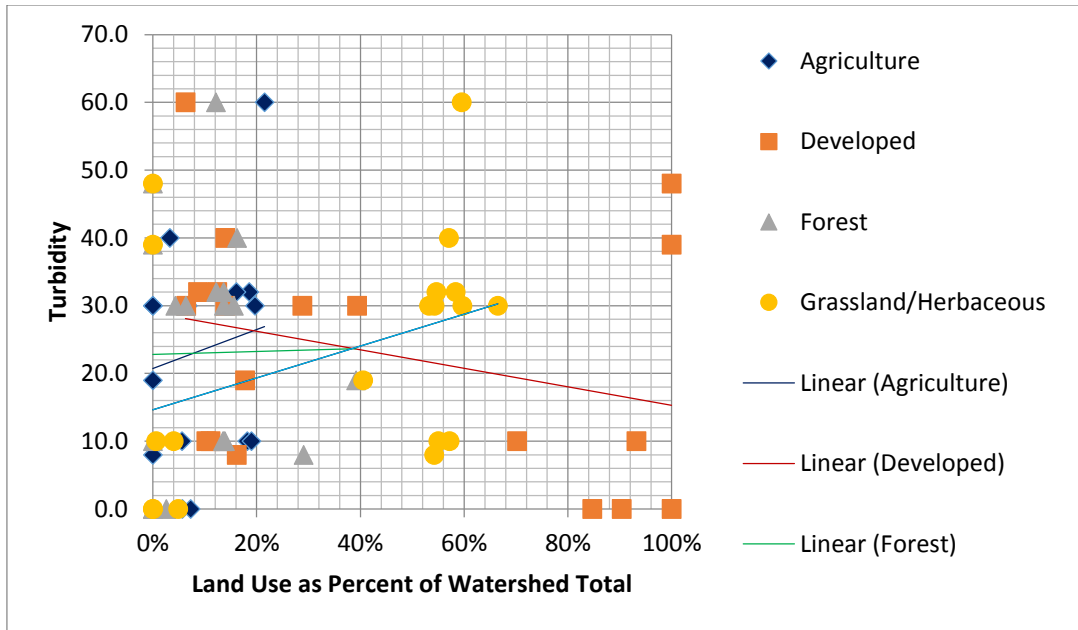 70.0
60.0
50.0
40.0
30.0
20.0
10.0
0.0
Turbidity
0% 20% 40% 60% 80% 100%
Land Use as Percent of Watershed Total
Agriculture
Developed
Forest
Grassland/Herbaceous
Linear (Agriculture)
Linear (Developed)
Linear (Forest)